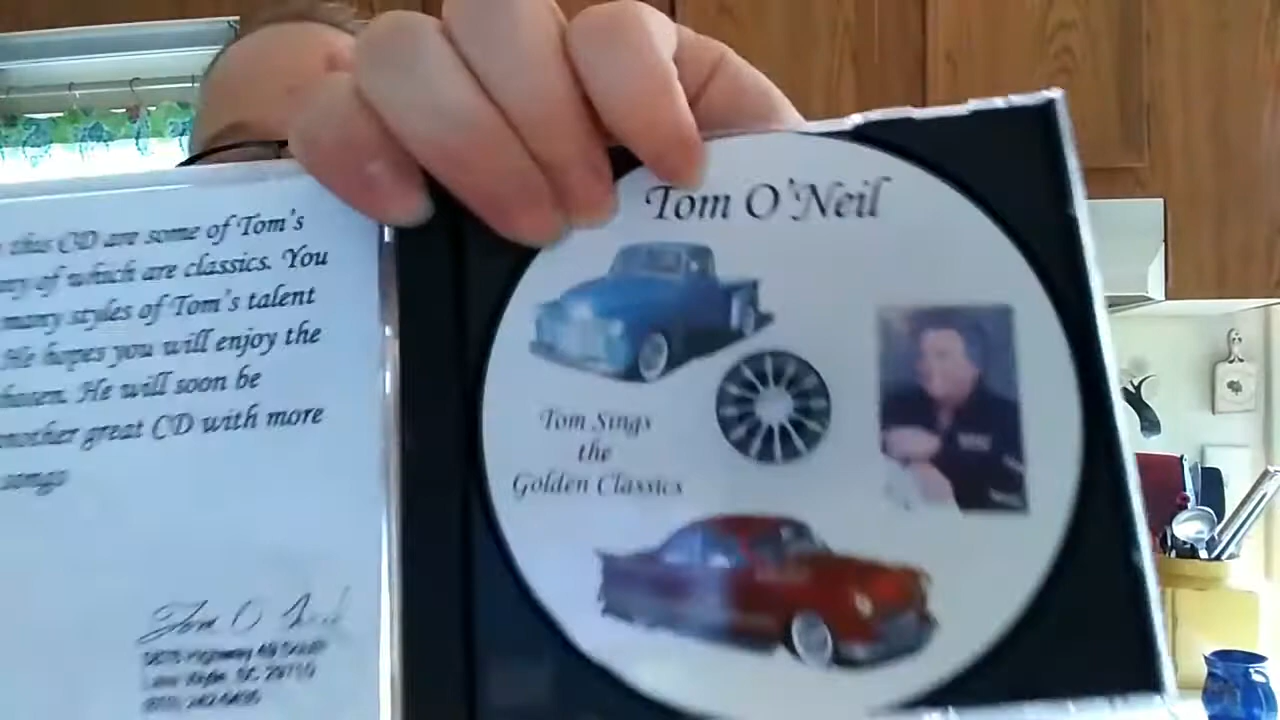 this CD are some of Tom's
of which are classics. You
many styles of Tom's talent
He hopes you will enjoy the
He will soon be
another great CD with more
songs
Tom O'Neil
Tom O'Neil
Tom Sings
the
Golden Classics